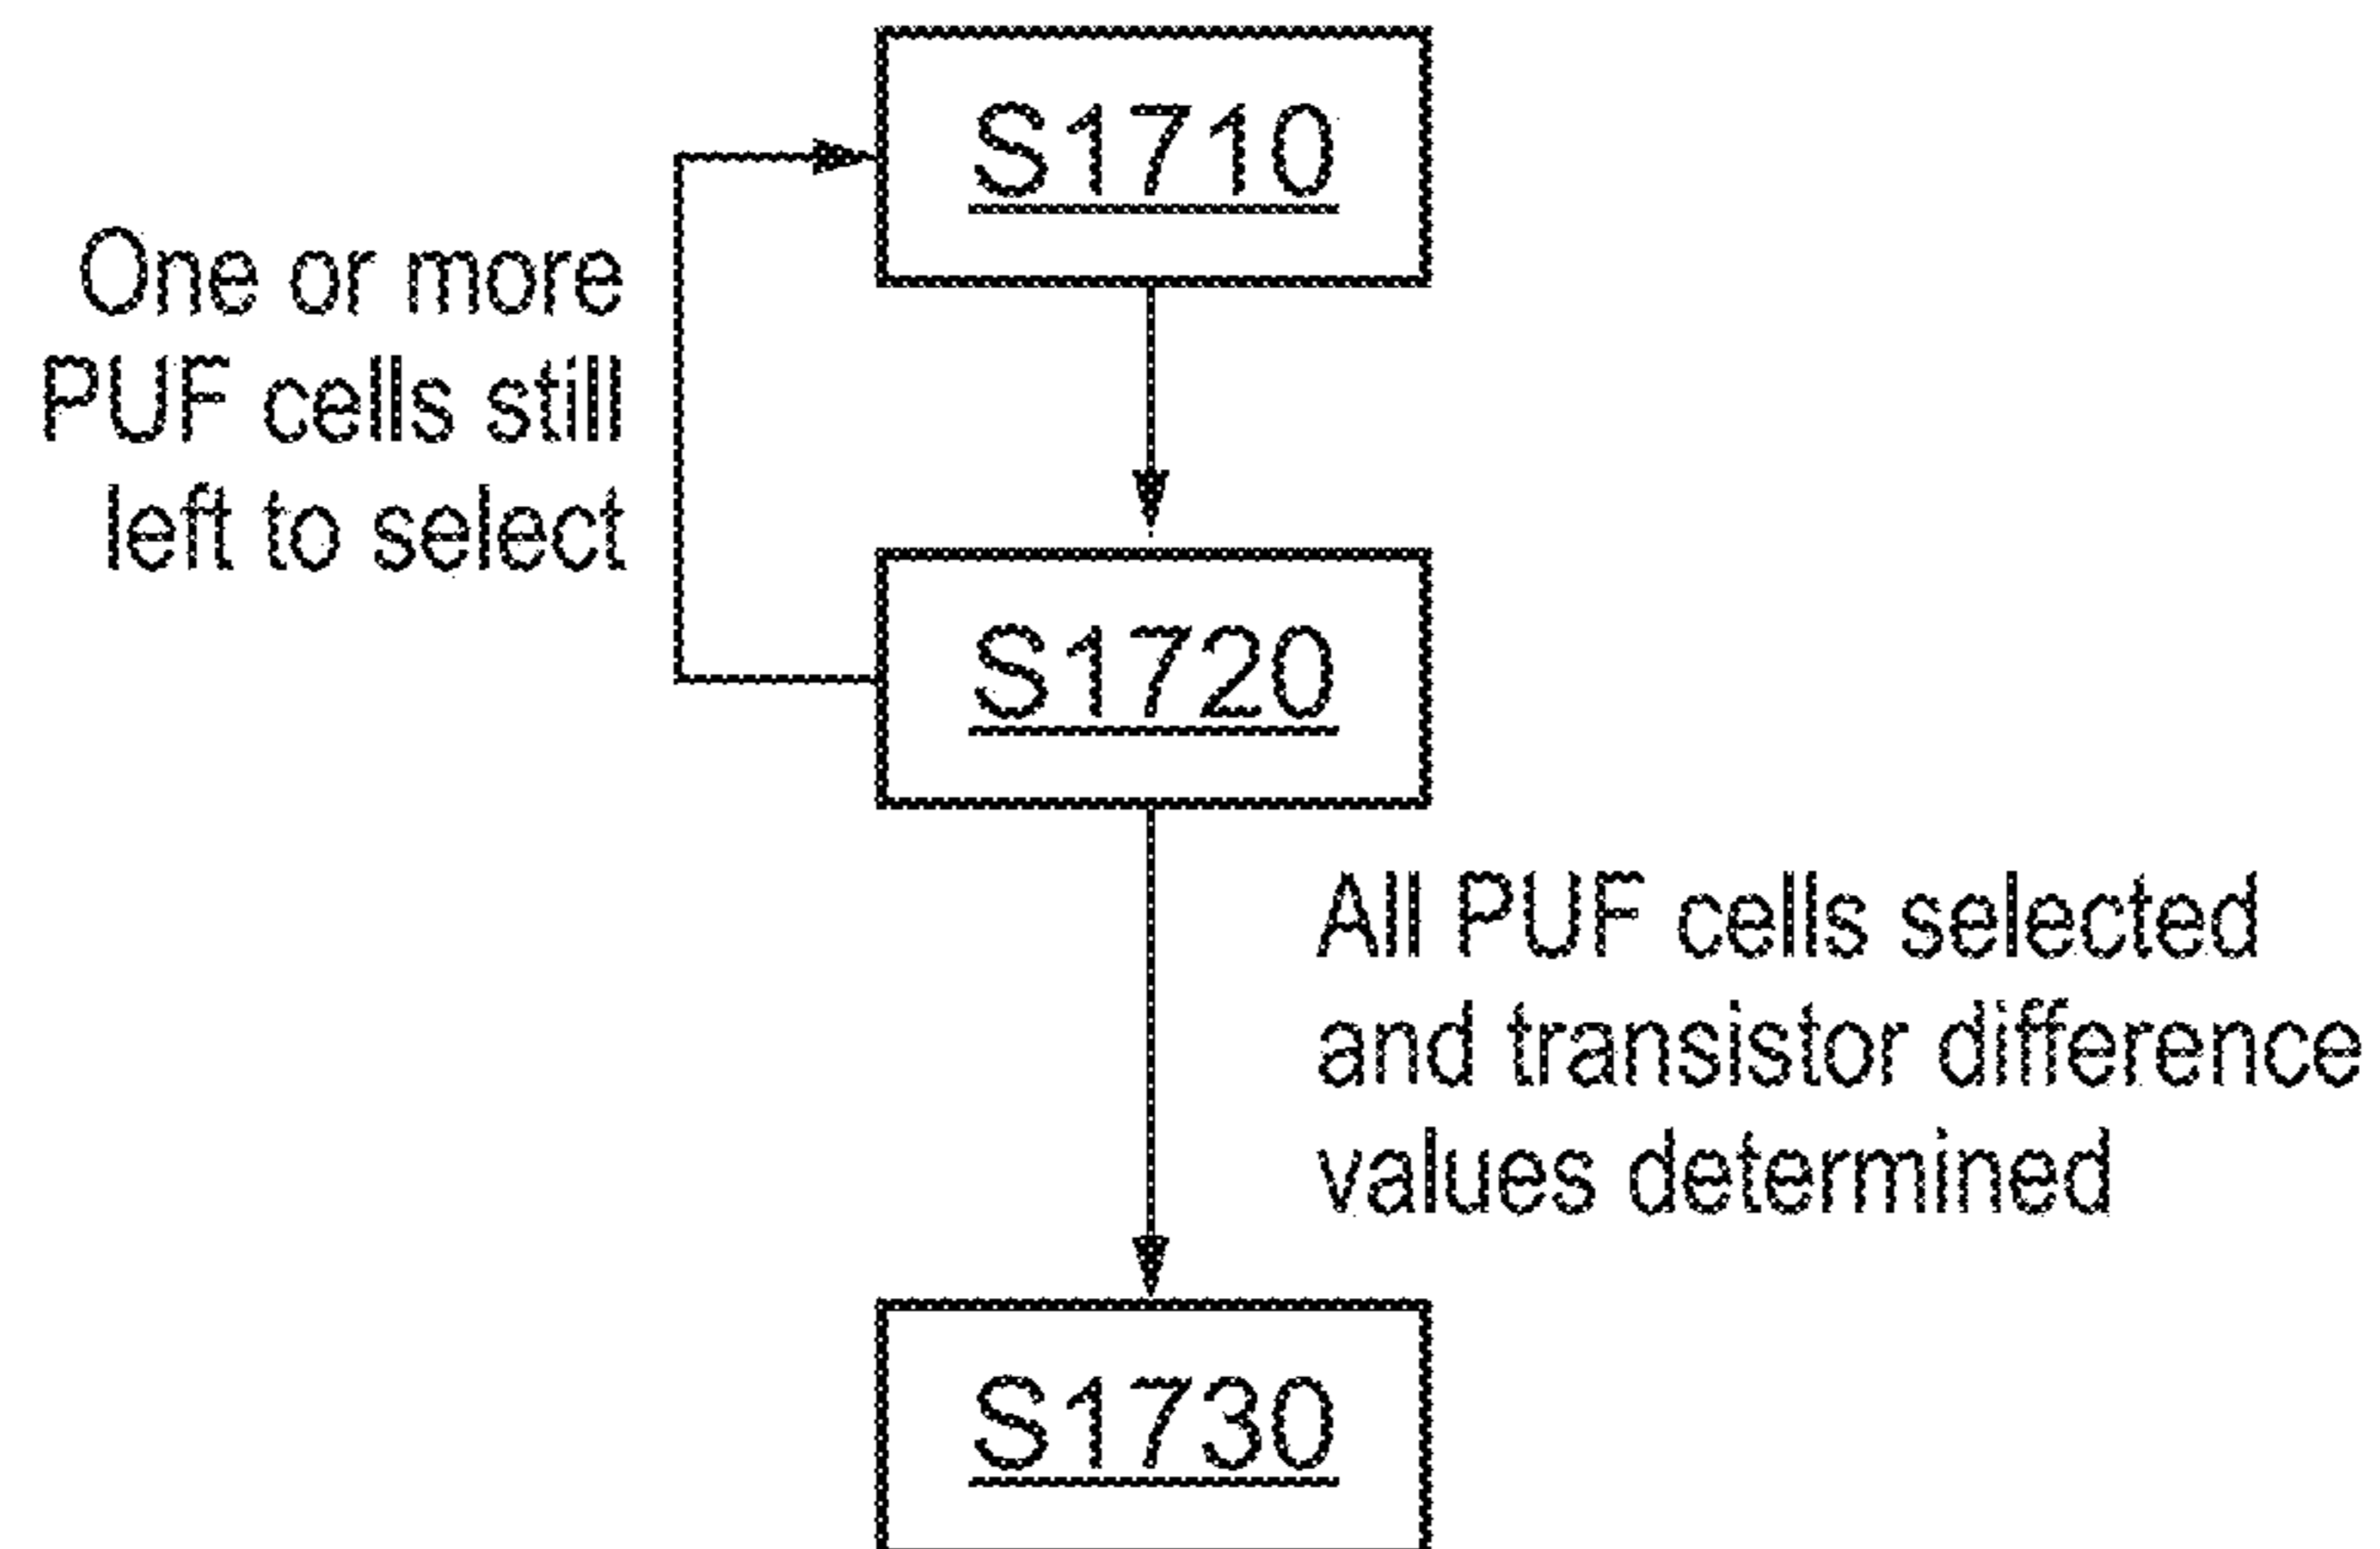 S1710
One or more
PUF cells still
left to select
S1720
All PUF cells selected
and transistor difference
values determined
S1730